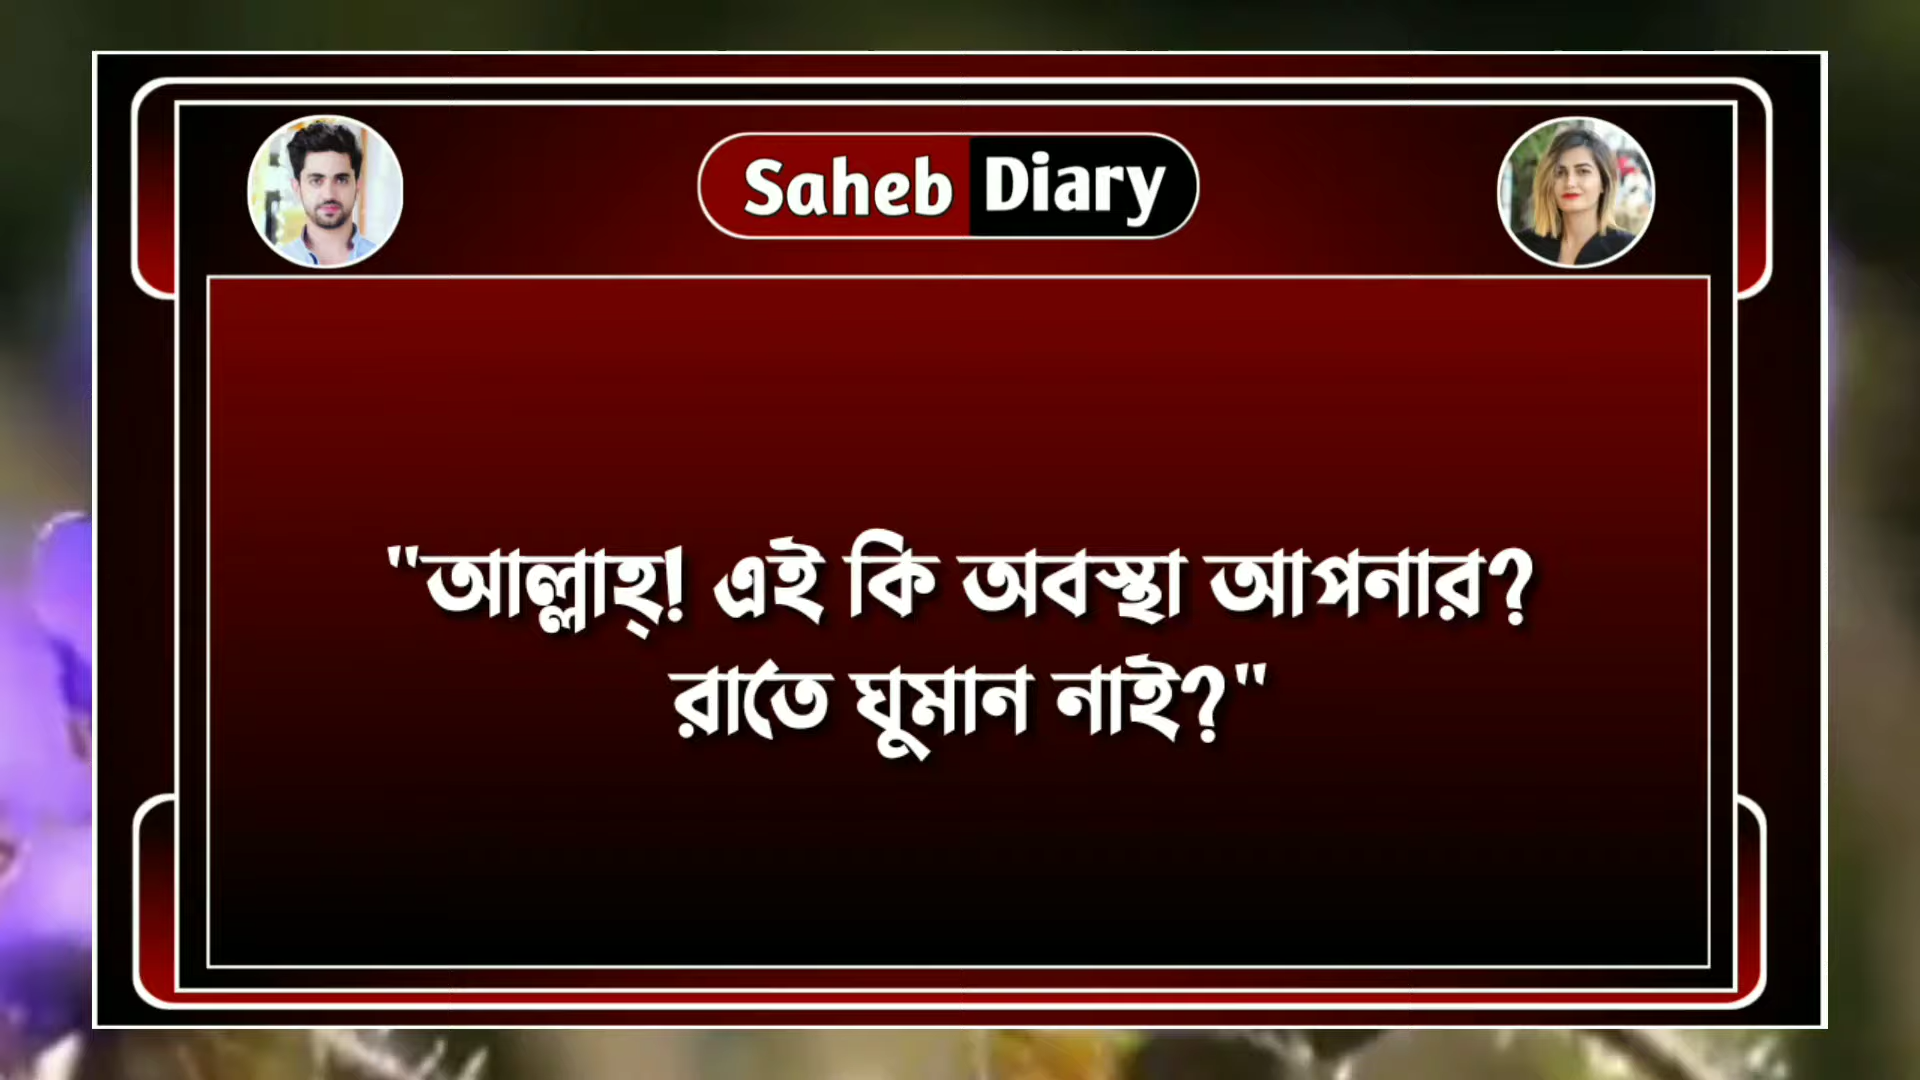 Saheb Diary
"আল্লাহ্! এই কি অবস্থা আপনার?
রাতে ঘুমান নাই?"